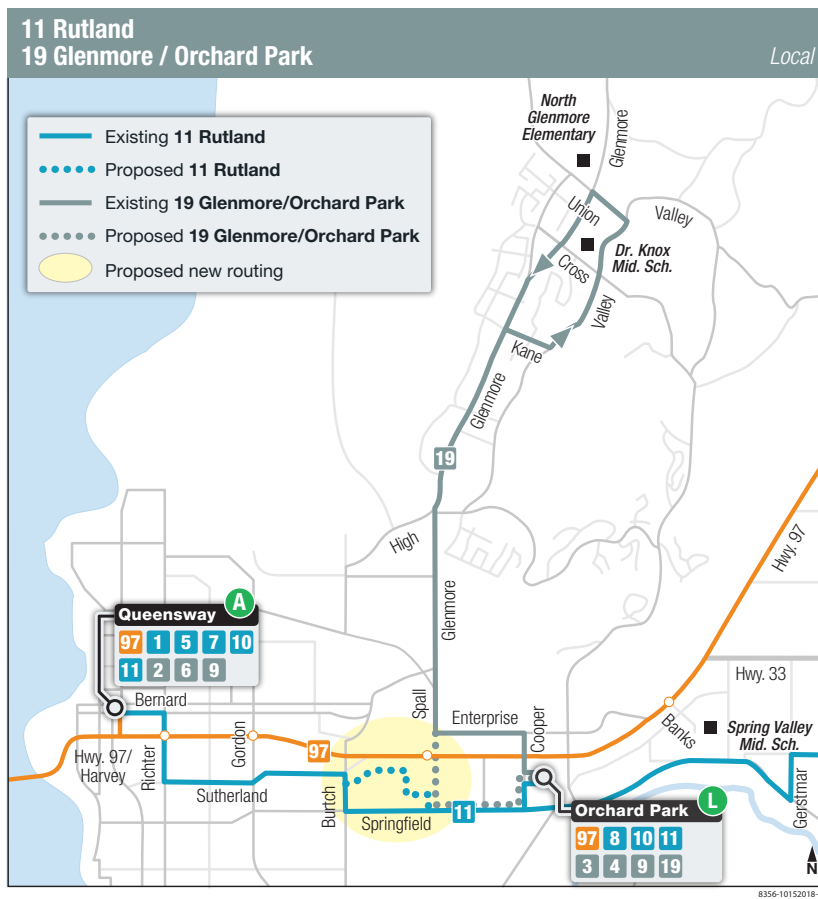 11 Rutland
19 Glenmore / Orchard Park
Local
Existing 11 Rutland
Proposed 11 Rutland
Existing 19 Glenmore/Orchard Park
Proposed 19 Glenmore/Orchard Park
Proposed new routing
North
Glenmore
Elementary
Glenmore
Union
Valley
Dr. Knox
Mid. Sch.
Cross
Valley
Kane
Glenmore
19
High
Hwy. 97
Glenmore
Queensway
A
97 1 5 7 10
11 2 6 9
Bernard
Hwy. 33
Spall
Enterprise
Cooper
Banks
Spring Valley
Mid. Sch.
Hwy. 97/
Harvey
Richter
Gordon
97
Sutherland
Burtch
Springfield
11
Gerstmar
Orchard Park
L
97 8 10 11
3 4 9 19
N
8356-10152018-